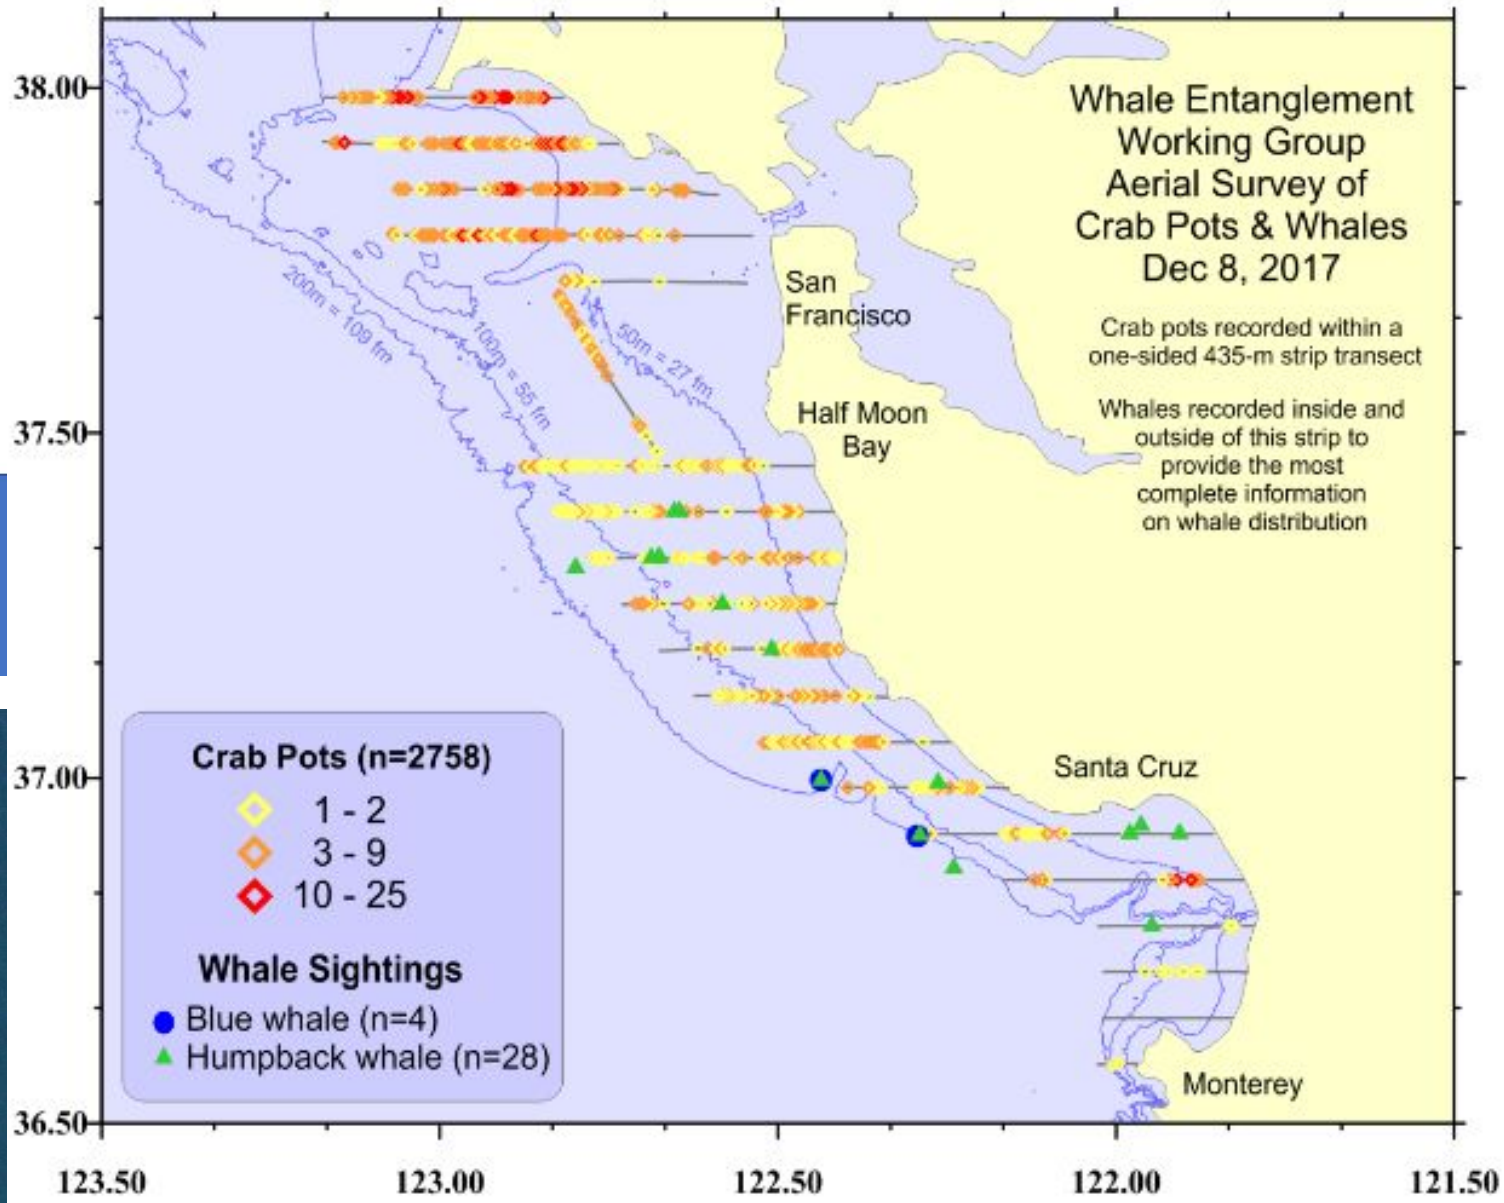 38.00
37.50
37.00
36.50
123.50
123.00
122.50
122.00
121.50
Whale Entanglement
Working Group
Aerial Survey of
Crab Pots & Whales
Dec 8, 2017
Crab pots recorded within a
one-sided 435-m strip transect
Whales recorded inside and
outside of this strip to
provide the most
complete information
on whale distribution
San
Francisco
Half Moon
Bay
Santa Cruz
Monterey
200m = 109 fm
100m = 55 fm
50m = 27 fm
Crab Pots (n=2758)
1 - 2
3 - 9
10 - 25
Whale Sightings
Blue whale (n=4)
Humpback whale (n=28)